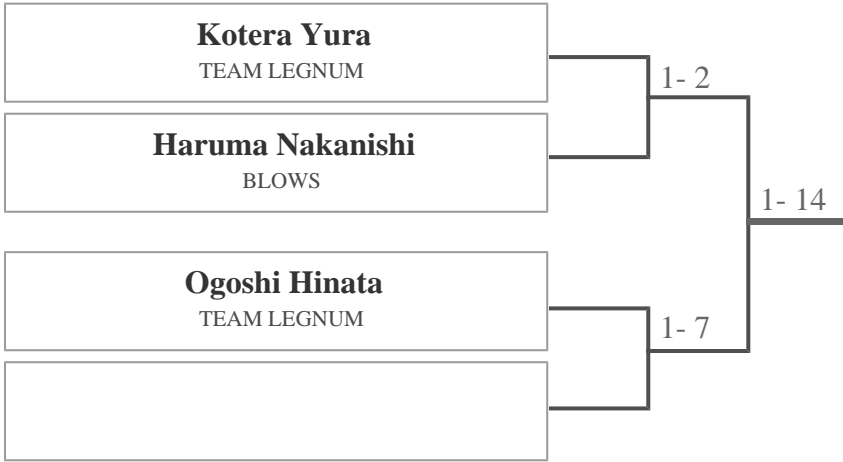 Kotera Yura
TEAM LEGNUM
1- 2
Haruma Nakanishi
BLOWS
1- 14
Ogoshi Hinata
TEAM LEGNUM
1- 7